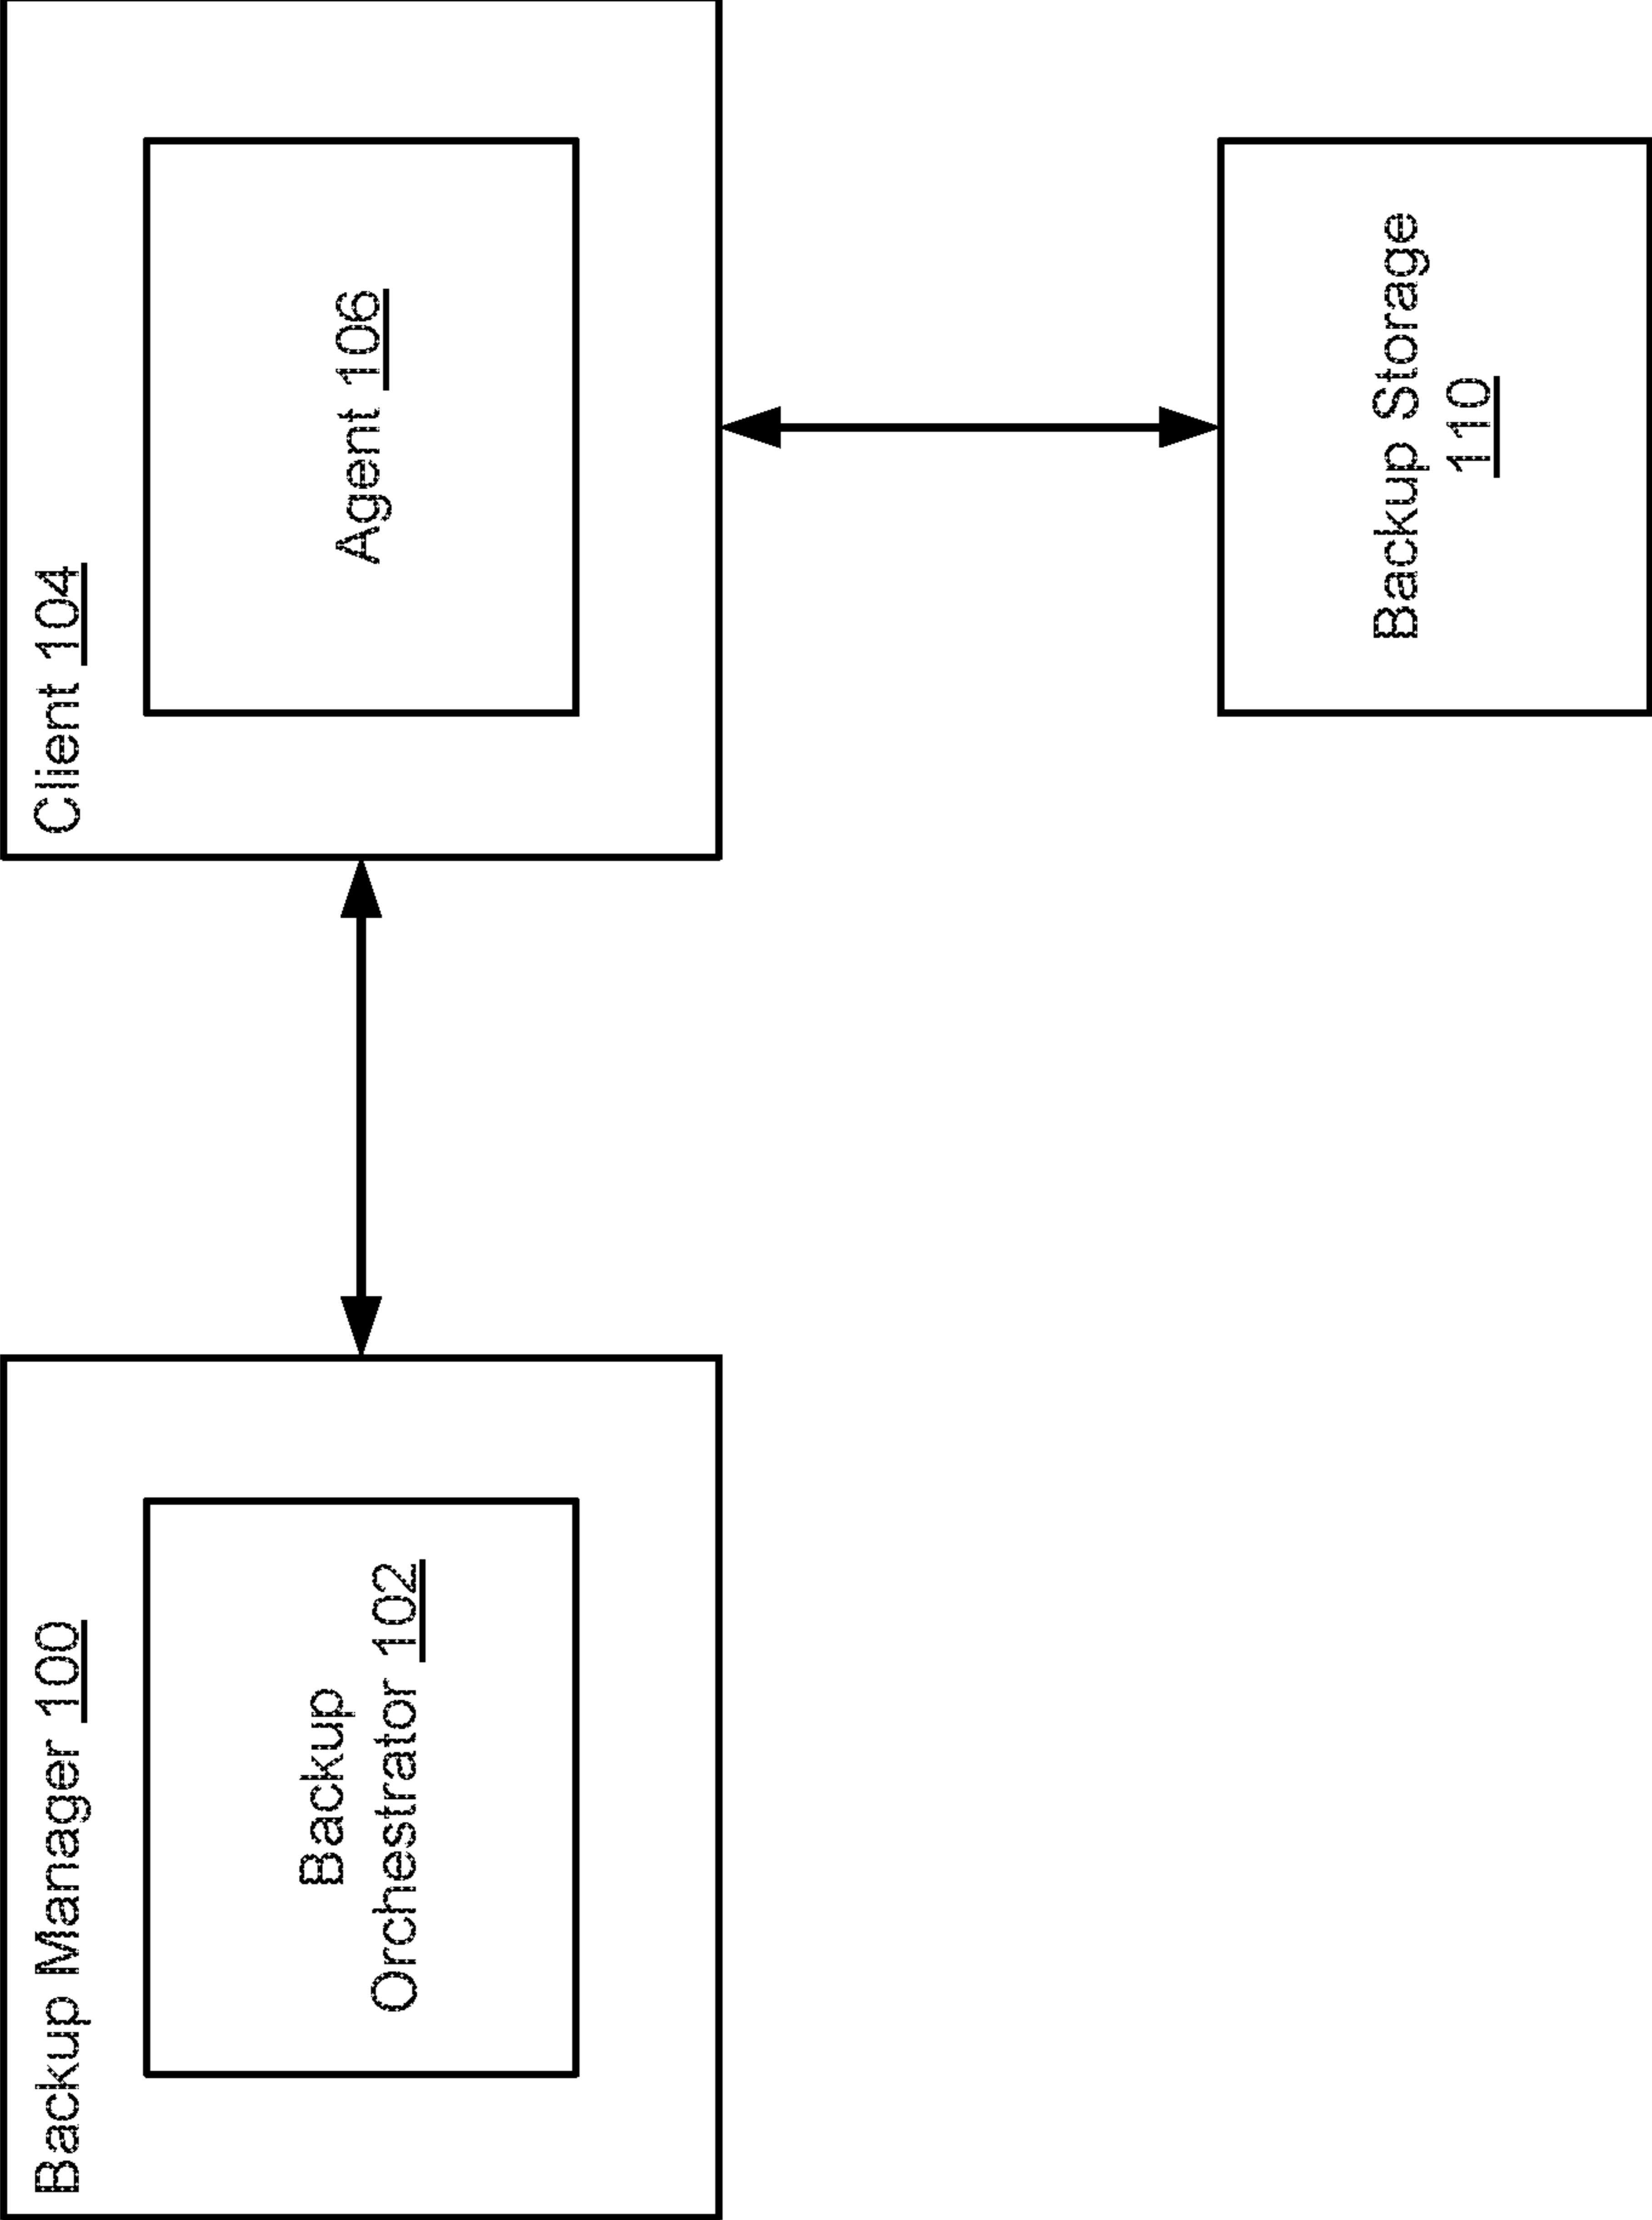 Backup Manager 100
Backup
Orchestrator 102
Client 104
Agent 106
Backup Storage
110